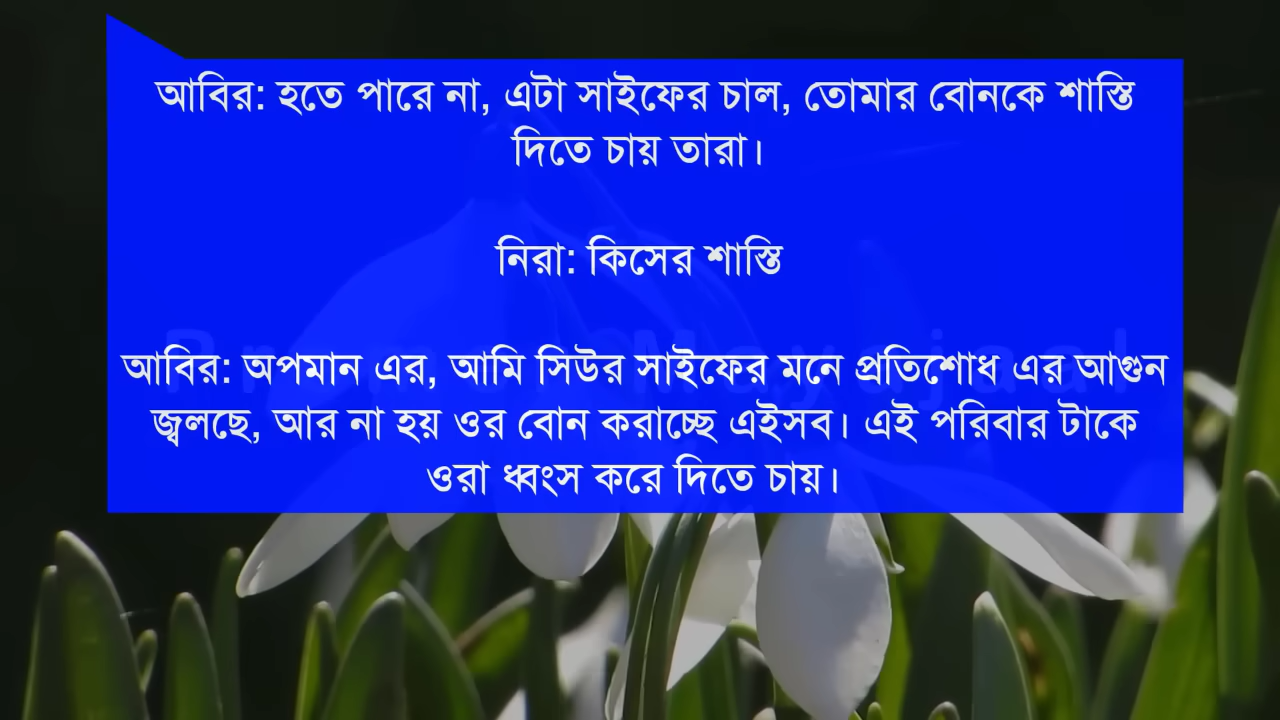 আবির: হতে পারে না, এটা সাইফের চাল, তোমার বোনকে শাস্তি
দিতে চায় তারা।
নিরা: কিসের শাস্তি
আবির: অপমান এর, আমি সিউর সাইফের মনে প্রতিশোধ এর আগুন
জ্বলছে, আর না হয় ওর বোন করাচ্ছে এইসব। এই পরিবার টাকে
ওরা ধ্বংস করে দিতে চায়।